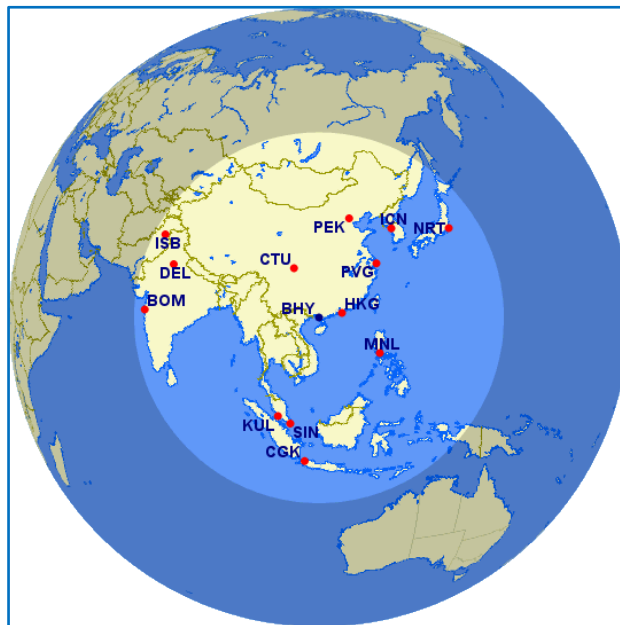 PEK
ICN
NRT
ISB
DEL
CTU
PVG
BOM
BHY
HKG
MNL
KUL
SIN
CGK